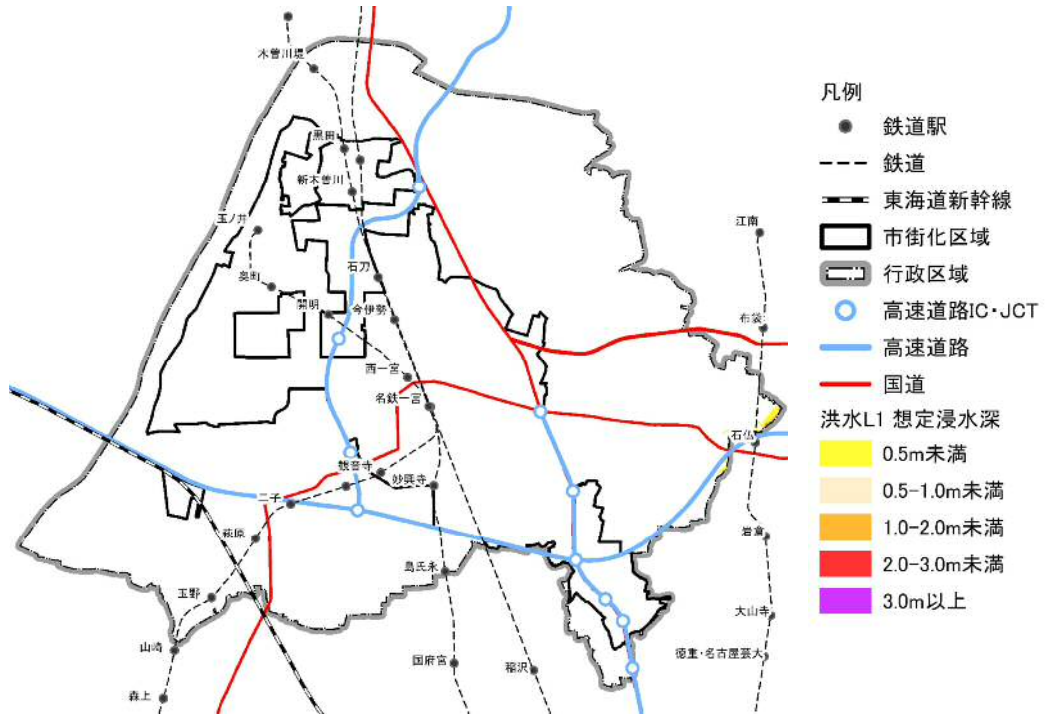 木曽川堤
黒田
新木曽川
玉ノ井
江南
石刀
奥町
開明
今伊勢
布袋
西一宮
名鉄一宮
石仏
観音寺
妙興寺
二子
萩原
岩倉
島氏永
玉野
大山寺
山崎
国府宮
稲沢
徳重・名古屋芸大
森上
凡例
鉄道駅
鉄道
東海道新幹線
市街化区域
行政区域
高速道路IC・JCT
高速道路
国道
洪水L1 想定浸水深
0.5m未満
0.5-1.0m未満
1.0-2.0m未満
2.0-3.0m未満
3.0m以上